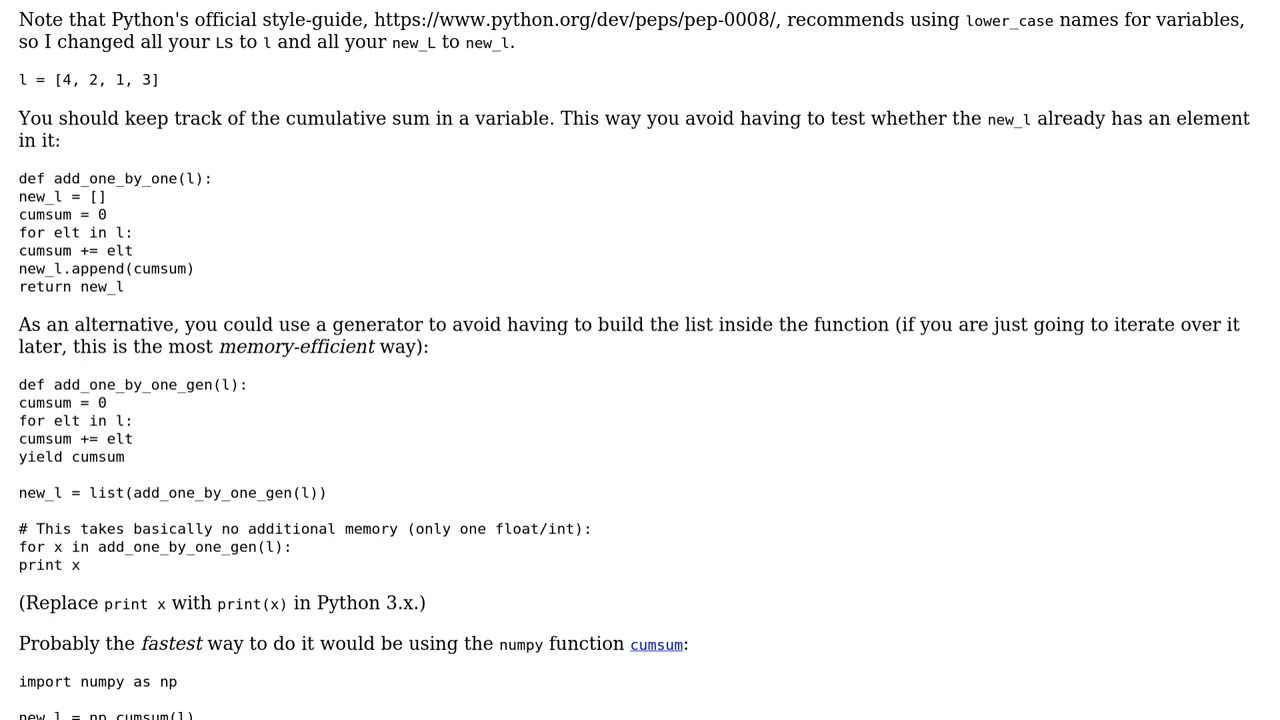 Note that Python's official style-guide, https://www.python.org/dev/peps/pep-0008/, recommends using lower_case names for variables,
so I changed all your Ls to l and all your new_L to new_l.
l = [4, 2, 1, 3]
You should keep track of the cumulative sum in a variable. This way you avoid having to test whether the new_l already has an element
in it:
def add_one_by_one(l):
new_l = []
cumsum = 0
for elt in l:
cumsum += elt
new_l.append(cumsum)
return new_l
As an alternative, you could use a generator to avoid having to build the list inside the function (if you are just going to iterate over it
later, this is the most memory-efficient way):
def add_one_by_one_gen(l):
cumsum = 0
for elt in l:
cumsum += elt
yield cumsum
new_l = list(add_one_by_one_gen(l))
# This takes basically no additional memory (only one float/int):
for x in add_one_by_one_gen(l):
print x
(Replace print x with print(x) in Python 3.x.)
Probably the fastest way to do it would be using the numpy function cumsum:
import numpy as np
new_l = np.cumsum(l)